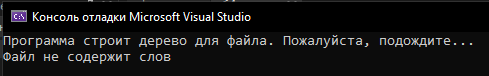 Консоль отладки Microsoft Visual Studio
Программа строит дерево для файла. Пожалуйста, подождите...
Файл не содержит слов